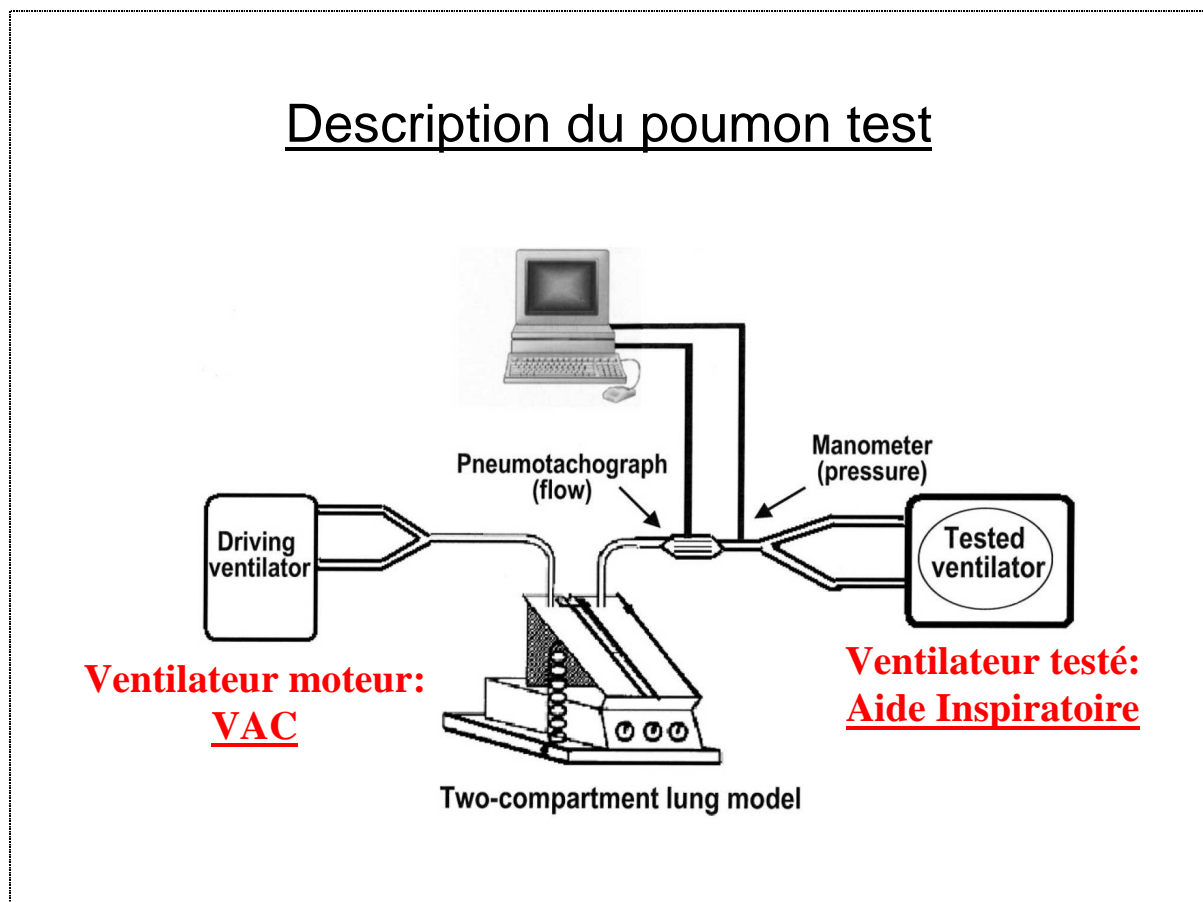 Description du poumon test
Pneumotachograph
(flow)
Manometer
(pressure)
Driving
ventilator
Tested
ventilator
Ventilateur moteur:
VAC
Ventilateur testé:
Aide Inspiratoire
Two-compartment lung model